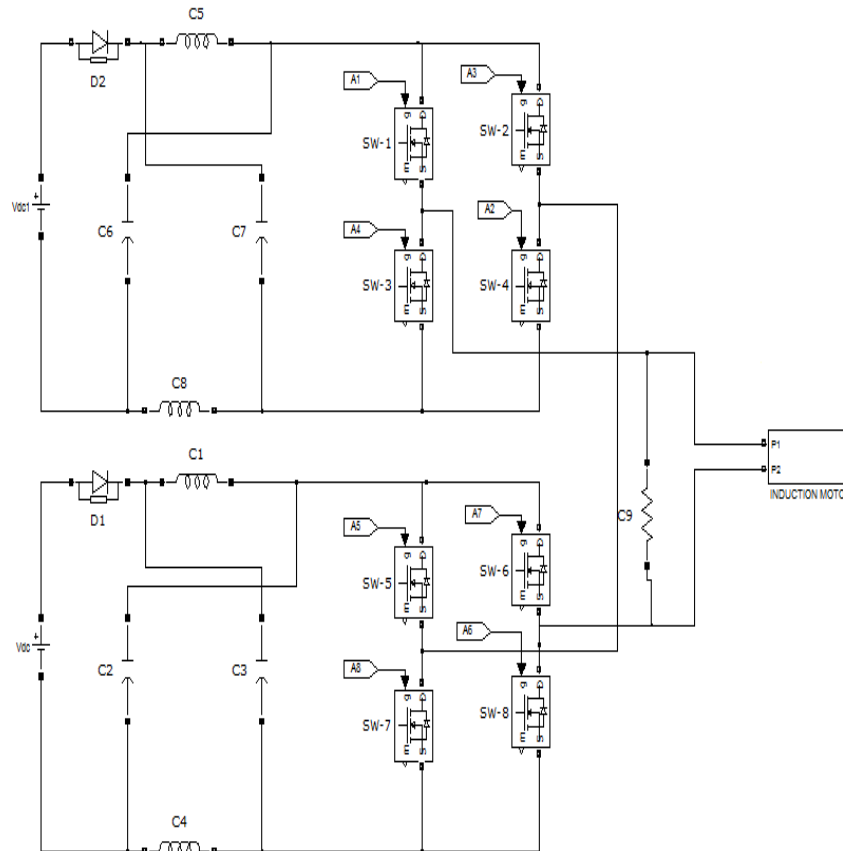 C5
D2
A1
A3
g
D
g
D
SW-1
SW-2
m
S
m
S
Vdc1
+
C6
C7
A4
A2
g
D
g
D
SW-3
SW-4
m
S
m
S
C8
C1
P1
P2
INDUCTION MOTO
D1
A5
A7
C9
g
D
g
D
SW-5
SW-6
m
S
m
S
Vdc
+
C2
C3
A8
A6
g
D
g
D
SW-7
SW-8
m
S
m
S
C4